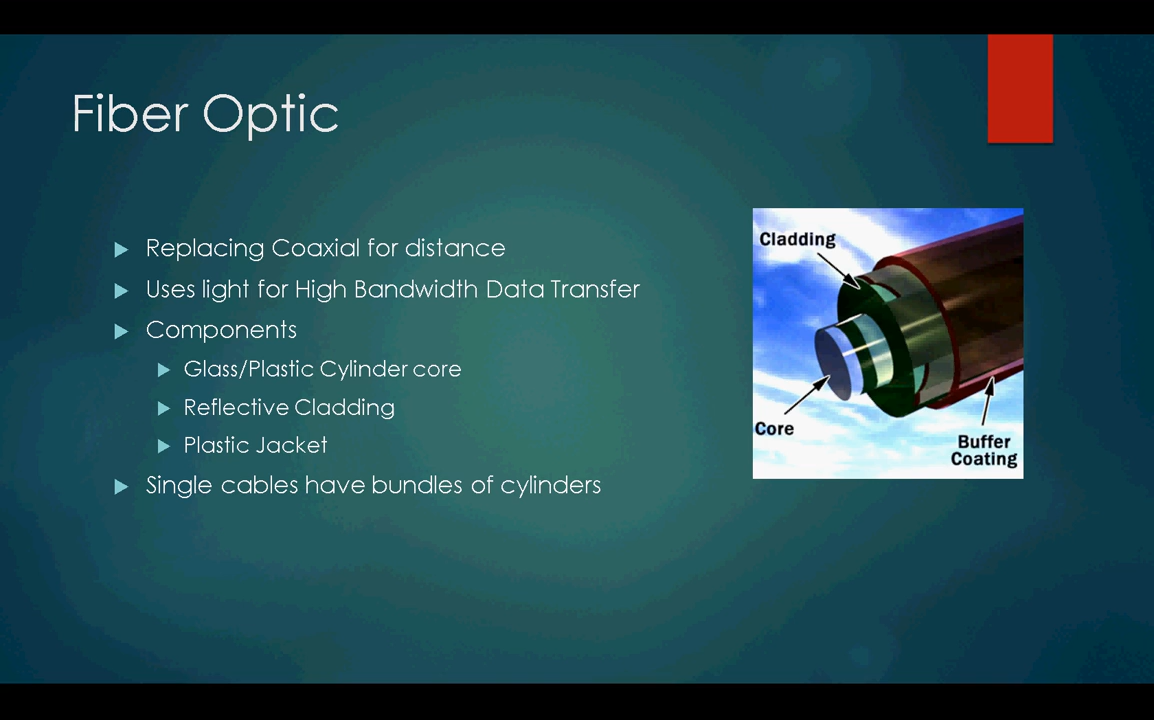 Fiber Optic
Replacing Coaxial for distance
Uses light for High Bandwidth Data Transfer
Components
Glass/Plastic Cylinder core
Reflective Cladding
Plastic Jacket
Single cables have bundles of cylinders
Cladding
Core
Buffer
Coating